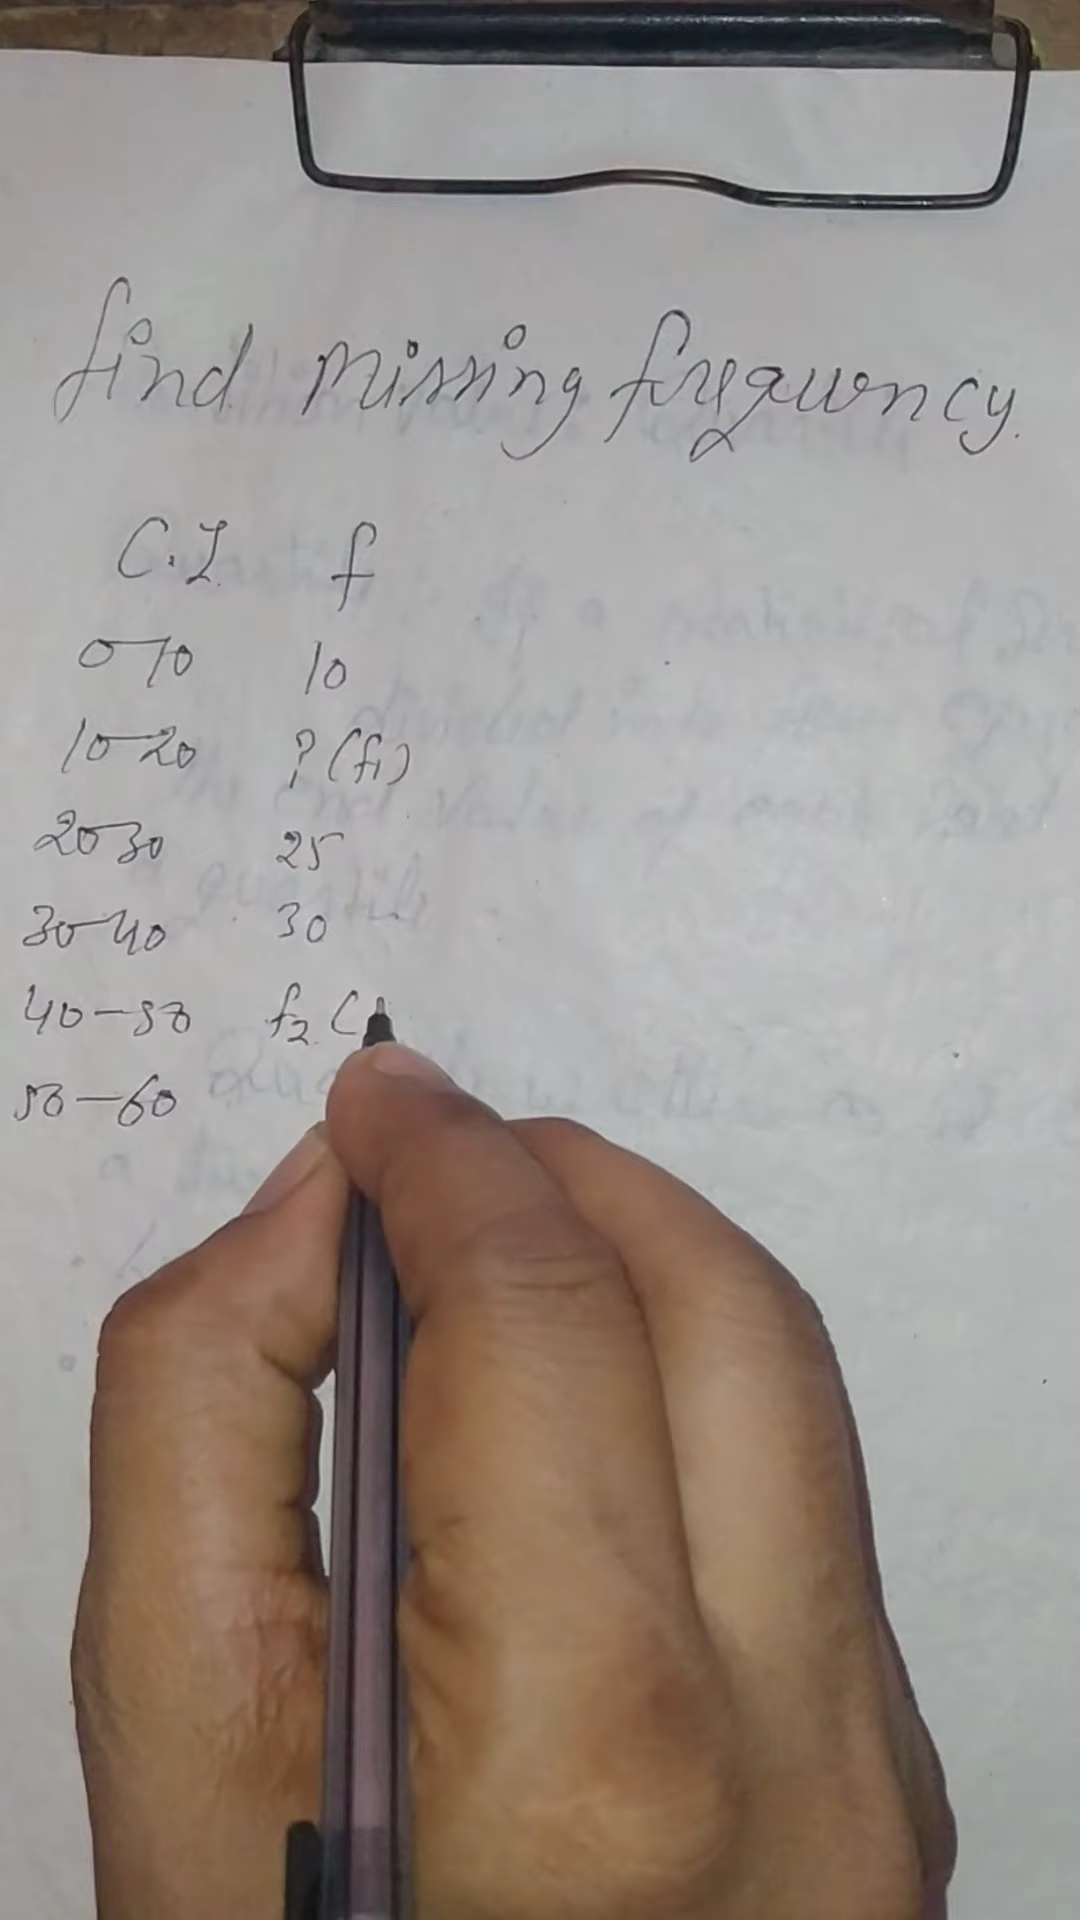 find missing frequency.
C.I. f
0-10 10
10-20 ? (f1)
20-30 25
30-40 30
40-50 f2 (
50-60